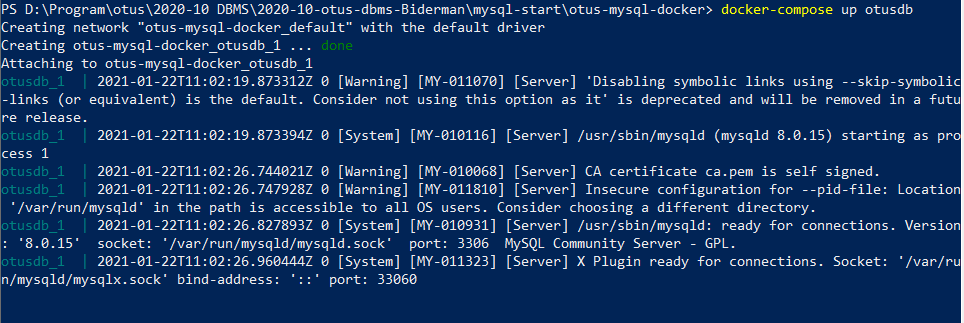 PS D:\Program\otus\2020-10 DBMS\2020-10-otus-dbms-Biderman\mysql-start\otus-mysql-docker> docker-compose up otusdb
Creating network "otus-mysql-docker_default" with the default driver
Creating otus-mysql-docker_otusdb_1 ... done
Attaching to otus-mysql-docker_otusdb_1
otusdb_1  | 2021-01-22T11:02:19.873312Z 0 [Warning] [MY-011070] [Server] 'Disabling symbolic links using --skip-symbolic
-links (or equivalent) is the default. Consider not using this option as it' is deprecated and will be removed in a futu
re release.
otusdb_1  | 2021-01-22T11:02:19.873394Z 0 [System] [MY-010116] [Server] /usr/sbin/mysqld (mysqld 8.0.15) starting as pro
cess 1
otusdb_1  | 2021-01-22T11:02:26.744021Z 0 [Warning] [MY-010068] [Server] CA certificate ca.pem is self signed.
otusdb_1  | 2021-01-22T11:02:26.747928Z 0 [Warning] [MY-011810] [Server] Insecure configuration for --pid-file: Location
 '/var/run/mysqld' in the path is accessible to all OS users. Consider choosing a different directory.
otusdb_1  | 2021-01-22T11:02:26.827893Z 0 [System] [MY-010931] [Server] /usr/sbin/mysqld: ready for connections. Version
: '8.0.15'  socket: '/var/run/mysqld/mysqld.sock'  port: 3306  MySQL Community Server - GPL.
otusdb_1  | 2021-01-22T11:02:26.960444Z 0 [System] [MY-011323] [Server] X Plugin ready for connections. Socket: '/var/ru
n/mysqld/mysqlx.sock' bind-address: '::' port: 33060